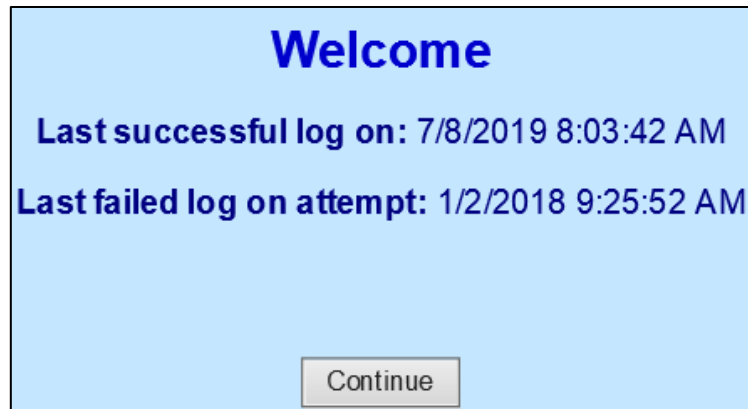 Welcome
Last successful log on: 7/8/2019 8:03:42 AM
Last failed log on attempt: 1/2/2018 9:25:52 AM
Continue